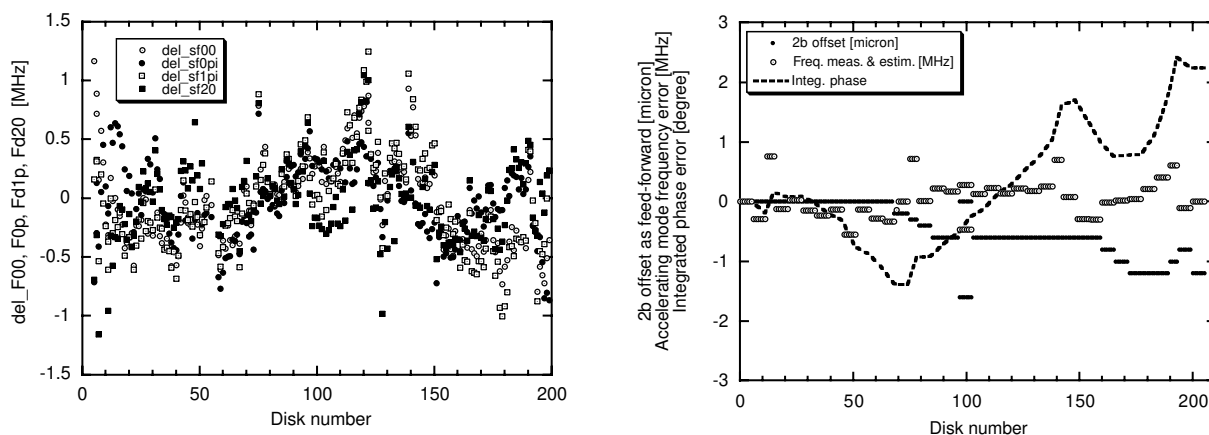 del_F00, F0p, Fd1p, Fd20 [MHz]
1.5
1
0.5
0
-0.5
-1
-1.5
del_sf00
del_sf0pi
del_sf1pi
del_sf20
0
50
100
150
200
Disk number
2b offset as feed-forward [micron]
Accelerating mode frequency error [MHz]
Integrated phase error [degree]
3
2
1
0
-1
-2
-3
2b offset [micron]
Freq. meas. & estim. [MHz]
Integ. phase
0
50
100
150
200
Disk number